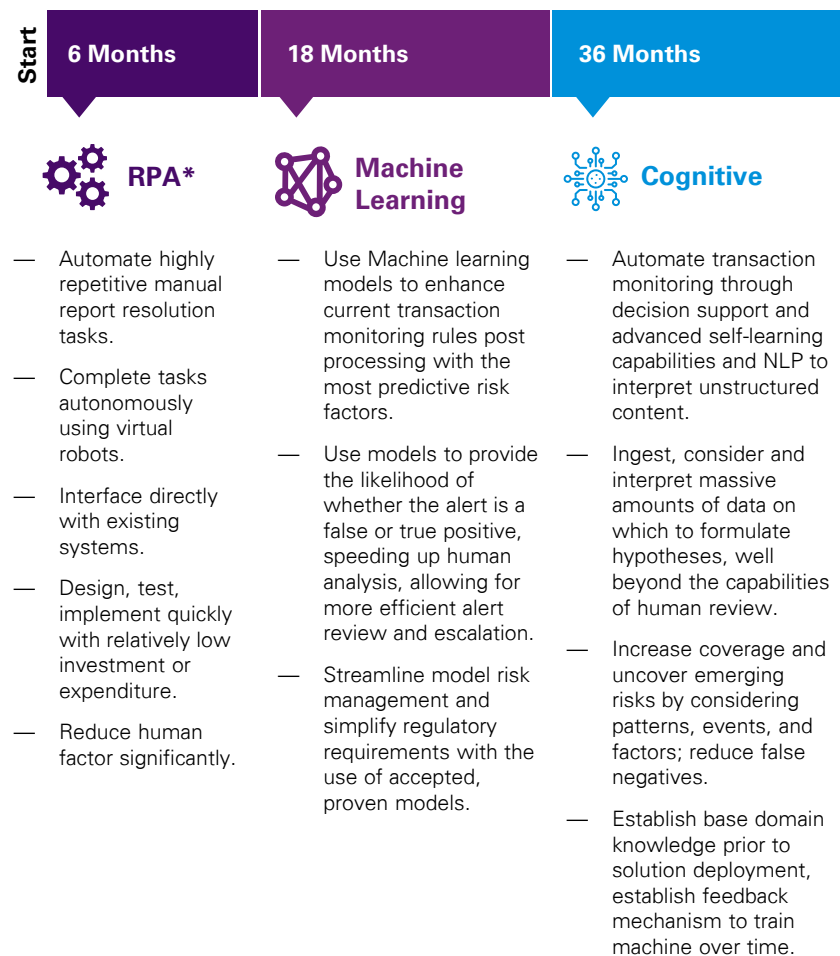 Start
6 Months
18 Months
36 Months
RPA*
— Automate highly
repetitive manual
report resolution
tasks.
— Complete tasks
autonomously
using virtual
robots.
— Interface directly
with existing
systems.
— Design, test,
implement quickly
with relatively low
investment or
expenditure.
— Reduce human
factor significantly.
Machine
Learning
— Use Machine learning
models to enhance
current transaction
monitoring rules post
processing with the
most predictive risk
factors.
— Use models to provide
the likelihood of
whether the alert is a
false or true positive,
speeding up human
analysis, allowing for
more efficient alert
review and escalation.
— Streamline model risk
management and
simplify regulatory
requirements with the
use of accepted,
proven models.
Cognitive
— Automate transaction
monitoring through
decision support and
advanced self-learning
capabilities and NLP to
interpret unstructured
content.
— Ingest, consider and
interpret massive
amounts of data on
which to formulate
hypotheses, well
beyond the capabilities
of human review.
— Increase coverage and
uncover emerging
risks by considering
patterns, events, and
factors; reduce false
negatives.
— Establish base domain
knowledge prior to
solution deployment,
establish feedback
mechanism to train
machine over time.